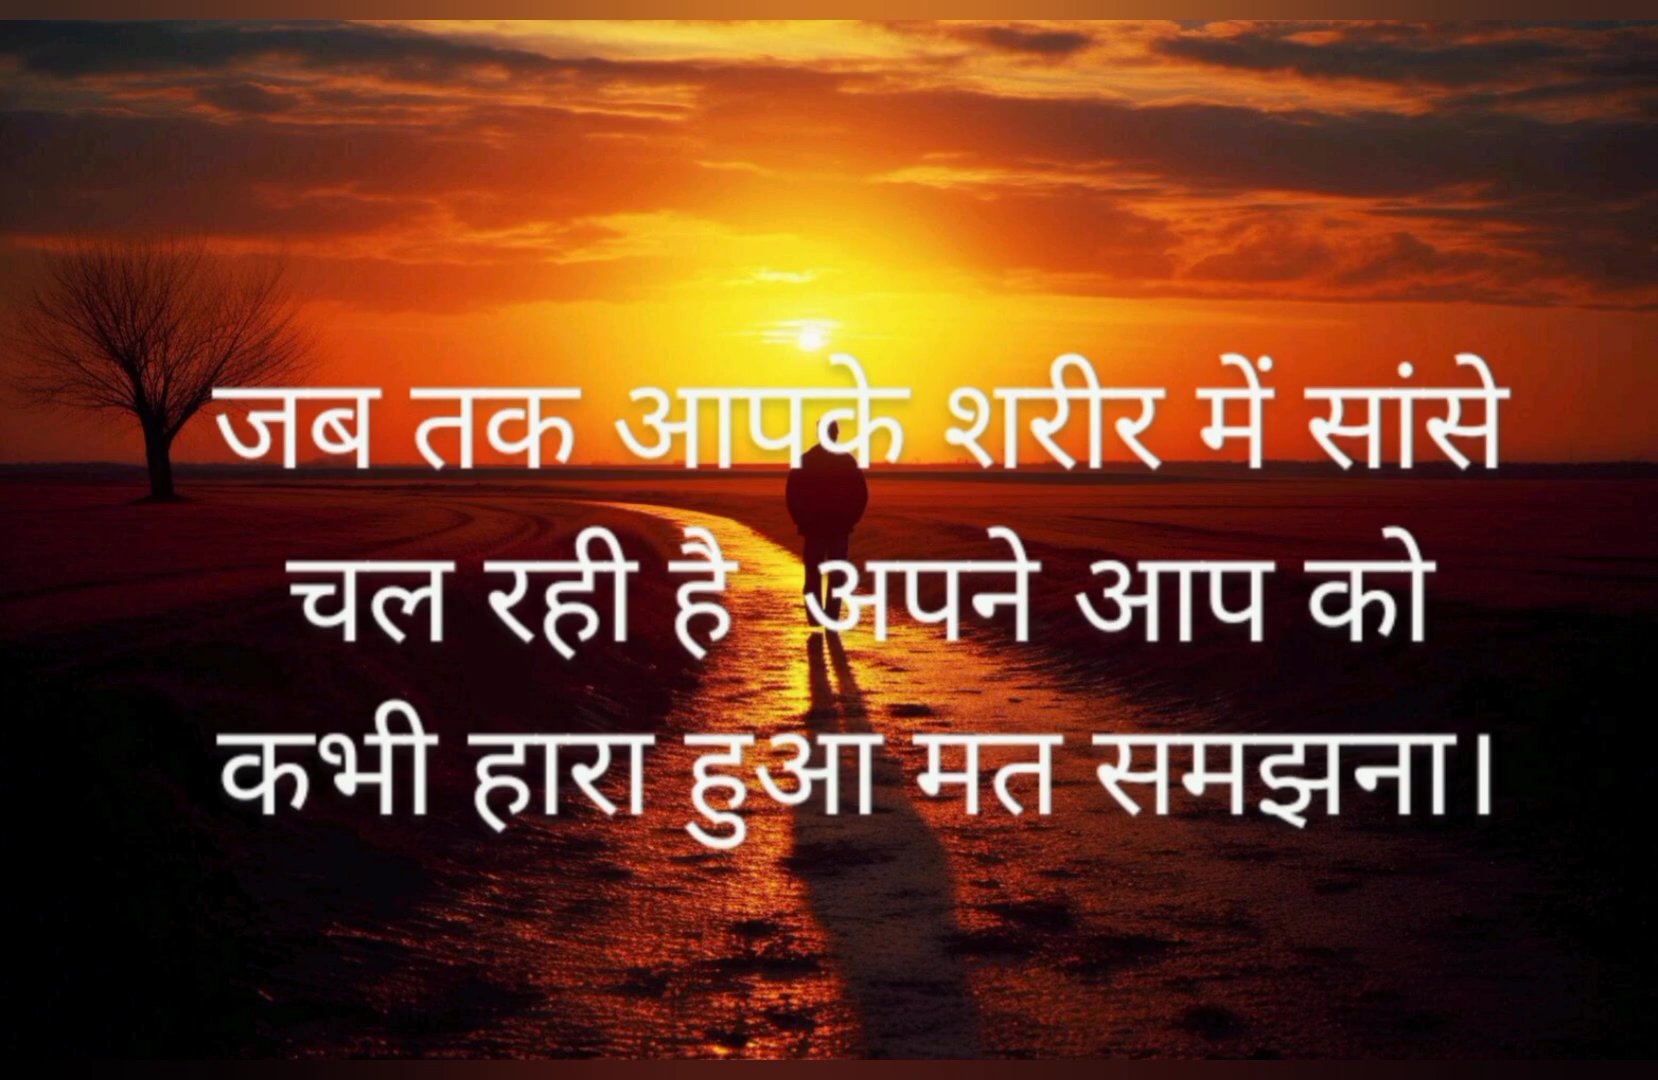 जब तक आपके शरीर में सांसे
चल रही है अपने आप को
कभी हारा हुआ मत समझना।